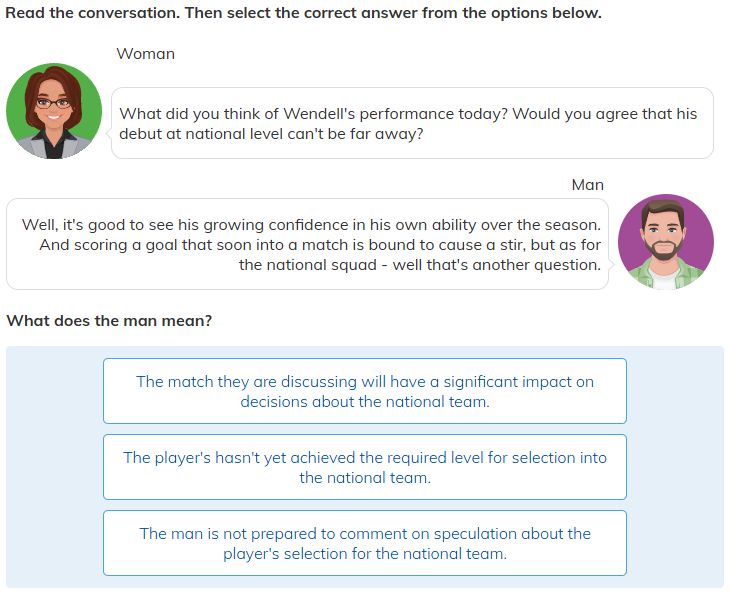 Read the conversation. Then select the correct answer from the options below.
Woman
What did you think of Wendell's performance today? Would you agree that his
debut at national level can't be far away?
Man
Well, it's good to see his growing confidence in his own ability over the season.
And scoring a goal that soon into a match is bound to cause a stir, but as for
the national squad - well that's another question.
What does the man mean?
The match they are discussing will have a significant impact on
decisions about the national team.
The player's hasn't yet achieved the required level for selection into
the national team.
The man is not prepared to comment on speculation about the
player's selection for the national team.